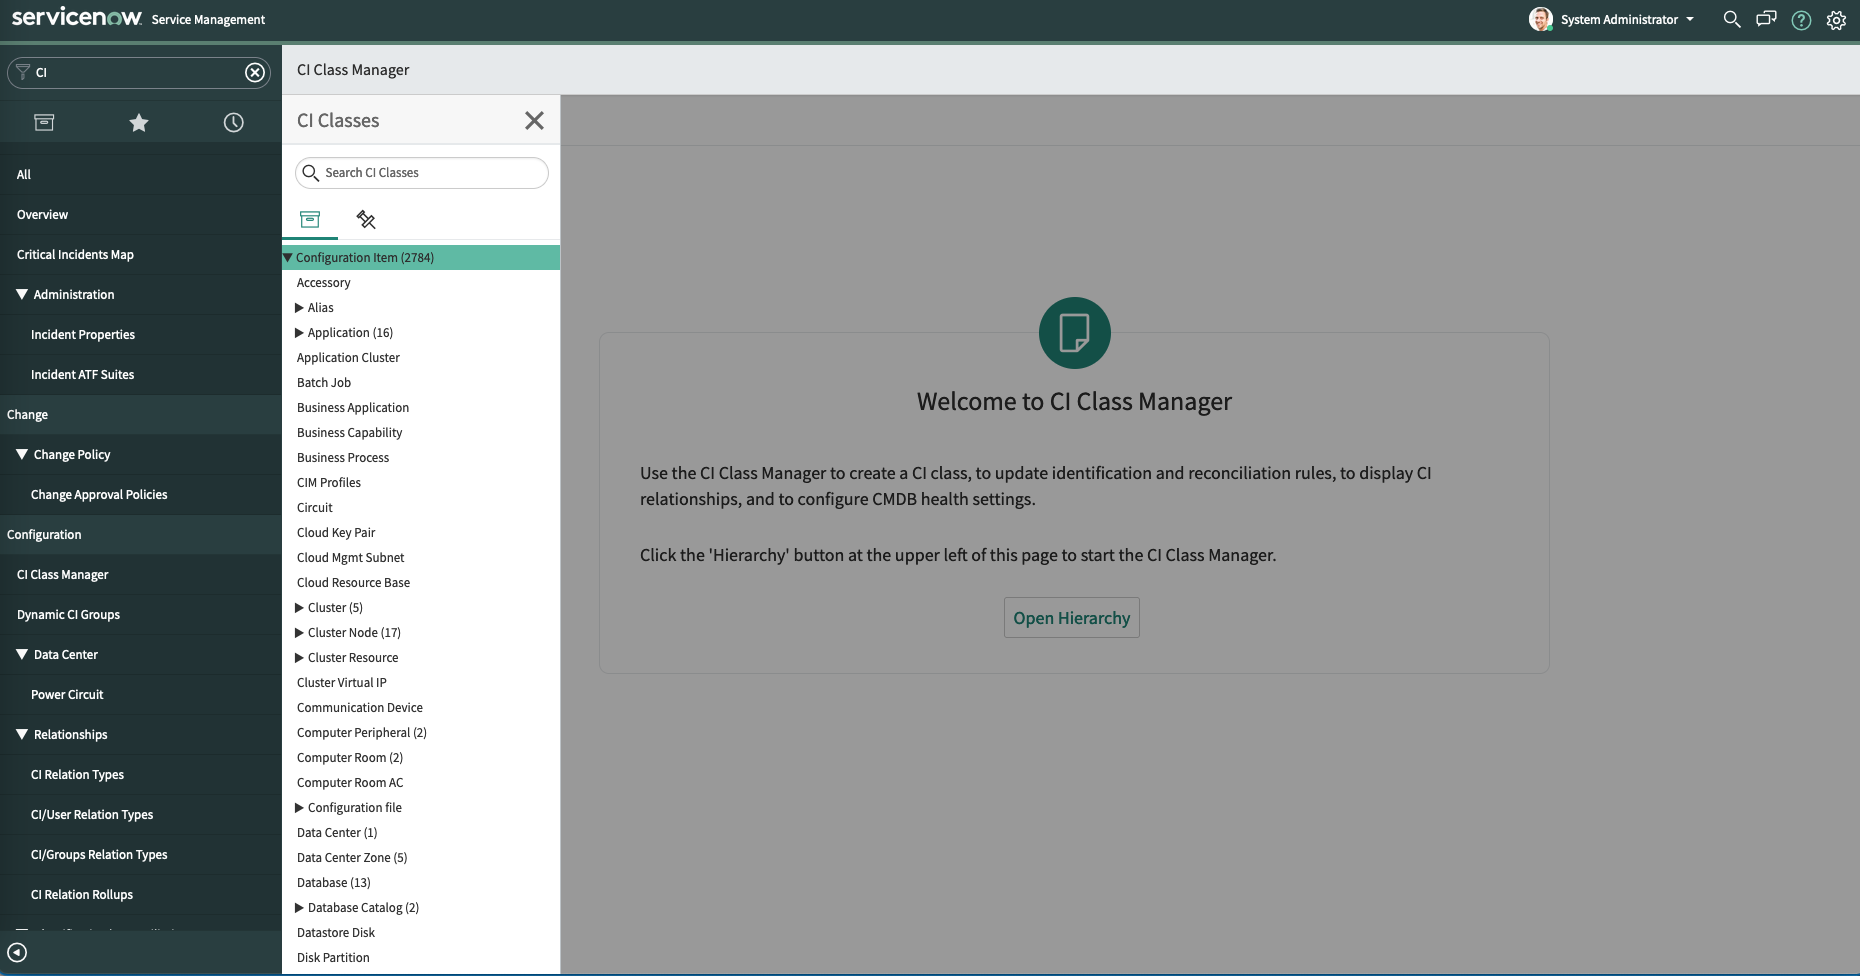 servicenow Service Management
System Administrator
CI
All
Overview
Critical Incidents Map
Administration
Incident Properties
Incident ATF Suites
Change
Change Policy
Change Approval Policies
Configuration
CI Class Manager
Dynamic CI Groups
Data Center
Power Circuit
Relationships
CI Relation Types
CI/User Relation Types
CI/Groups Relation Types
CI Relation Rollups
CI Class Manager
CI Classes
Search CI Classes
Configuration Item (2784)
Accessory
Alias
Application (16)
Application Cluster
Batch Job
Business Application
Business Capability
Business Process
CIM Profiles
Circuit
Cloud Key Pair
Cloud Mgmt Subnet
Cloud Resource Base
Cluster (5)
Cluster Node (17)
Cluster Resource
Cluster Virtual IP
Communication Device
Computer Peripheral (2)
Computer Room (2)
Computer Room AC
Configuration file
Data Center (1)
Data Center Zone (5)
Database (13)
Database Catalog (2)
Datastore Disk
Disk Partition
Welcome to CI Class Manager
Use the CI Class Manager to create a CI class, to update identification and reconciliation rules, to display CI
relationships, and to configure CMDB health settings.
Click the 'Hierarchy' button at the upper left of this page to start the CI Class Manager.
Open Hierarchy